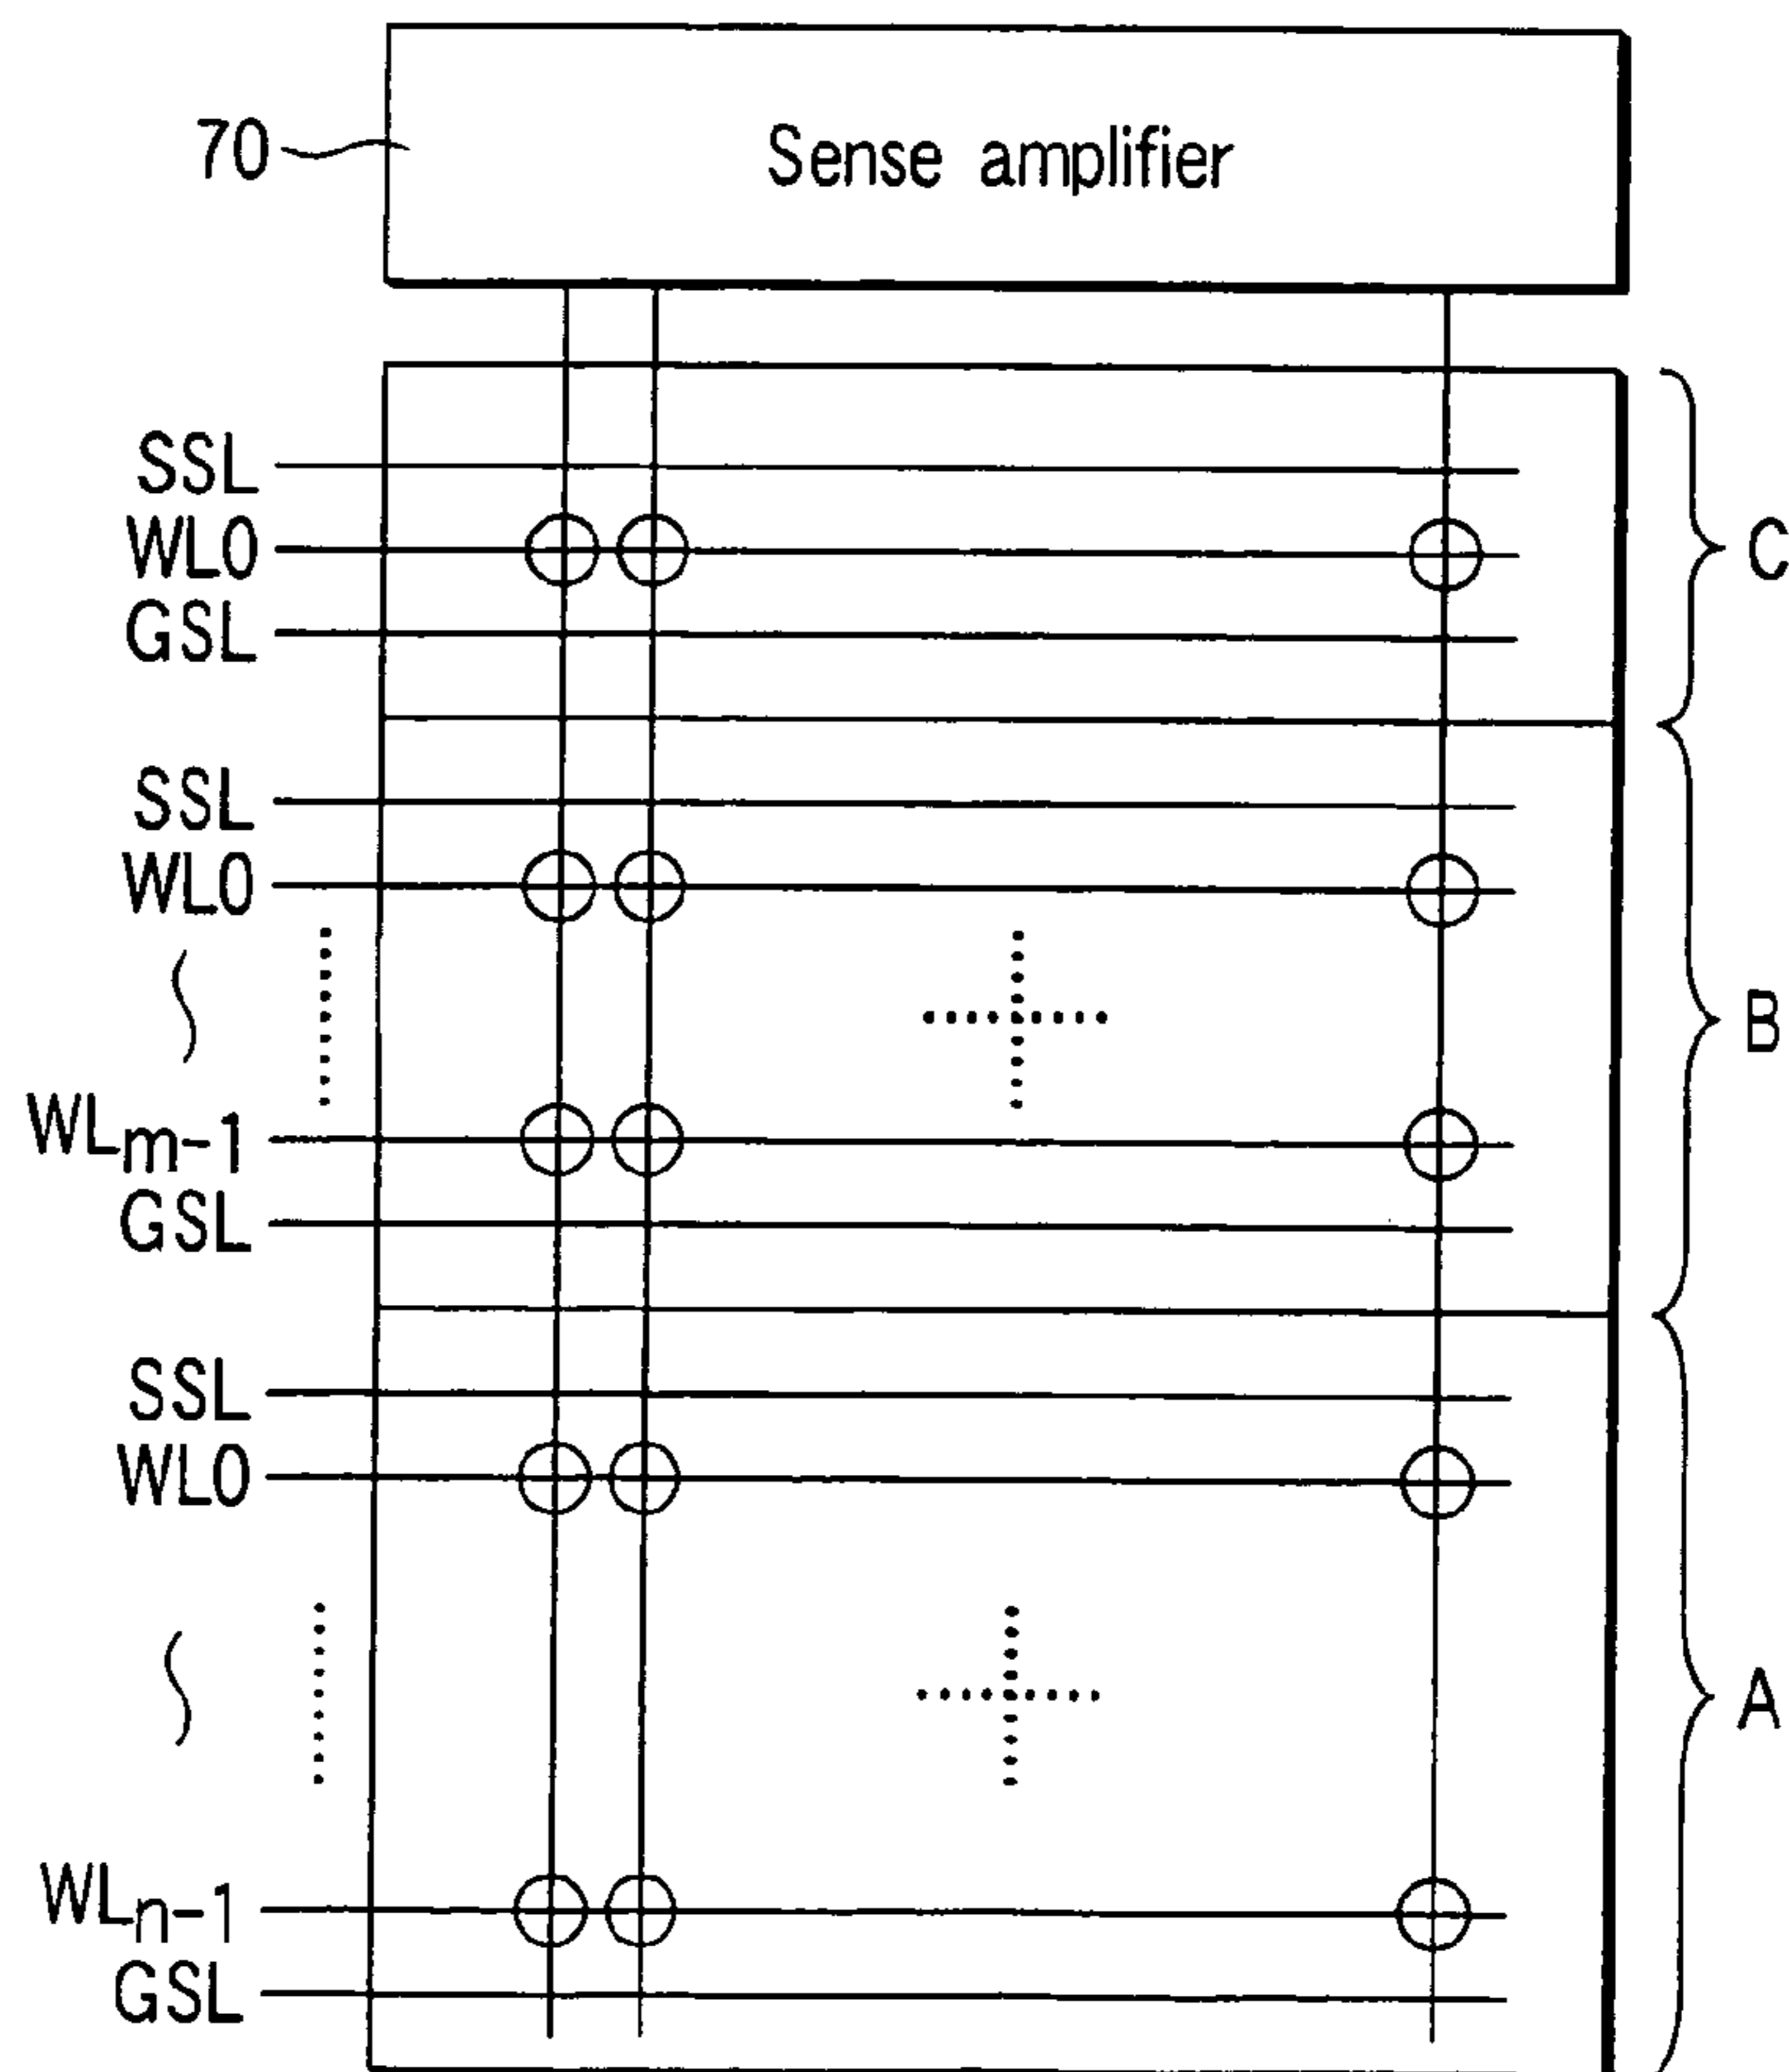 70
Sense amplifier
SSL
WL0
GSL
C
SSL
WL0
B
WLm-1
GSL
SSL
WL0
A
WLn-1
GSL